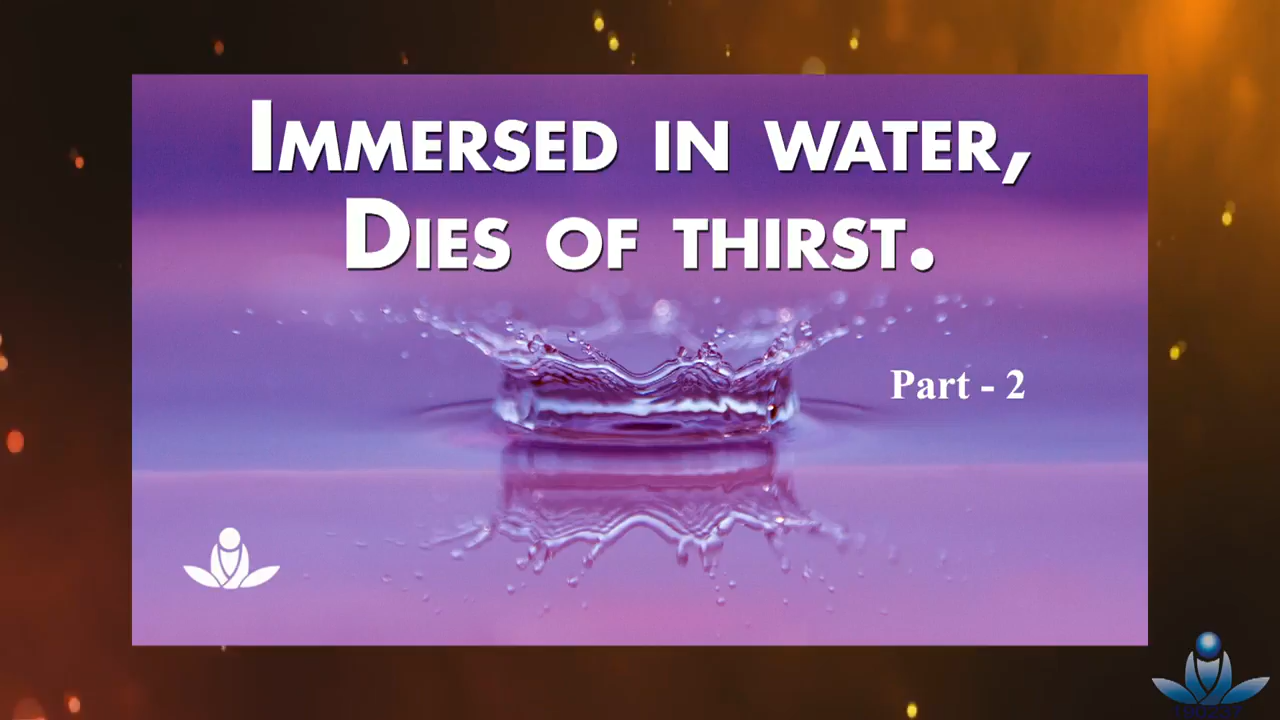 Immersed in water,
Dies of thirst.
Part - 2